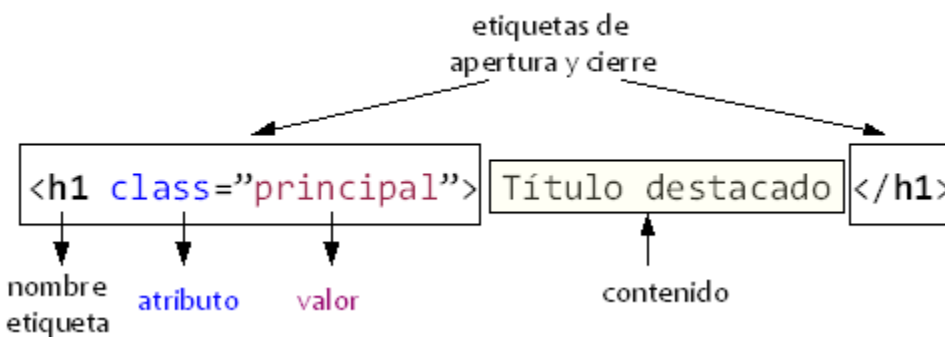 etiquetas de
apertura y cierre
<h1 class=”principal”> Título destacado </h1>
nombre
etiqueta
atributo
valor
contenido